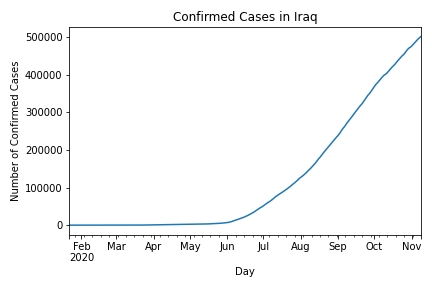 Confirmed Cases in Iraq
Number of Confirmed Cases
500000
400000
300000
200000
100000
0
Feb Mar Apr May Jun Jul Aug Sep Oct Nov
2020
Day